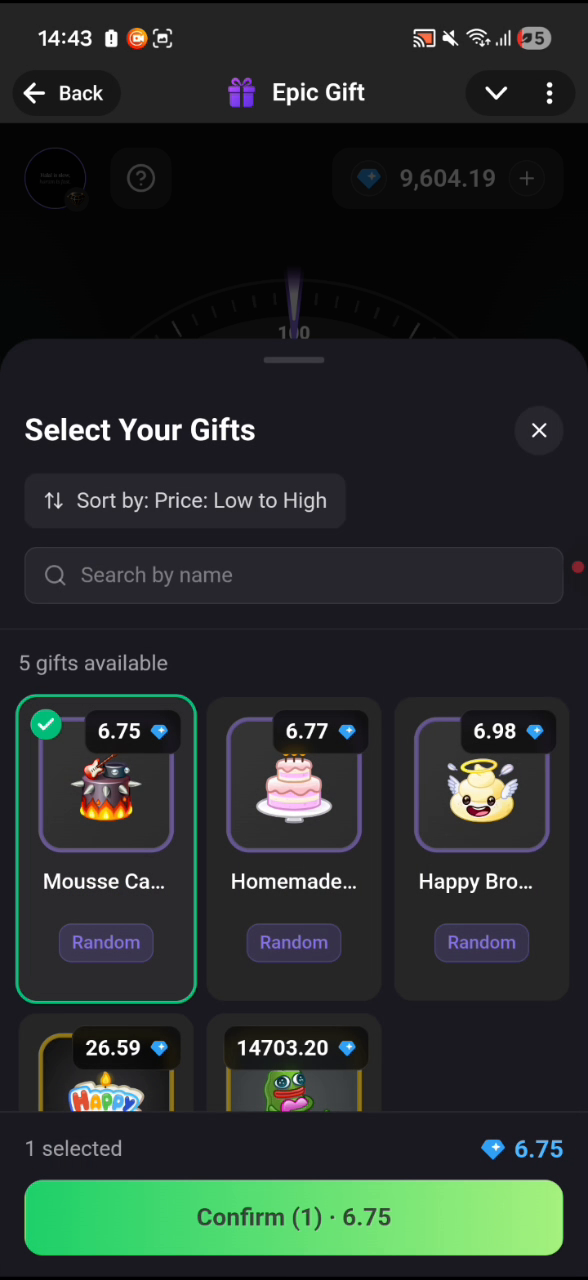 14:43
5
Back
Epic Gift
9,604.19
100
Select Your Gifts
Sort by: Price: Low to High
Search by name
5 gifts available
6.75
6.77
6.98
Mousse Ca...
Homemade...
Happy Bro...
Random
Random
Random
26.59
14703.20
HAPPY
1 selected
6.75
Confirm (1) · 6.75